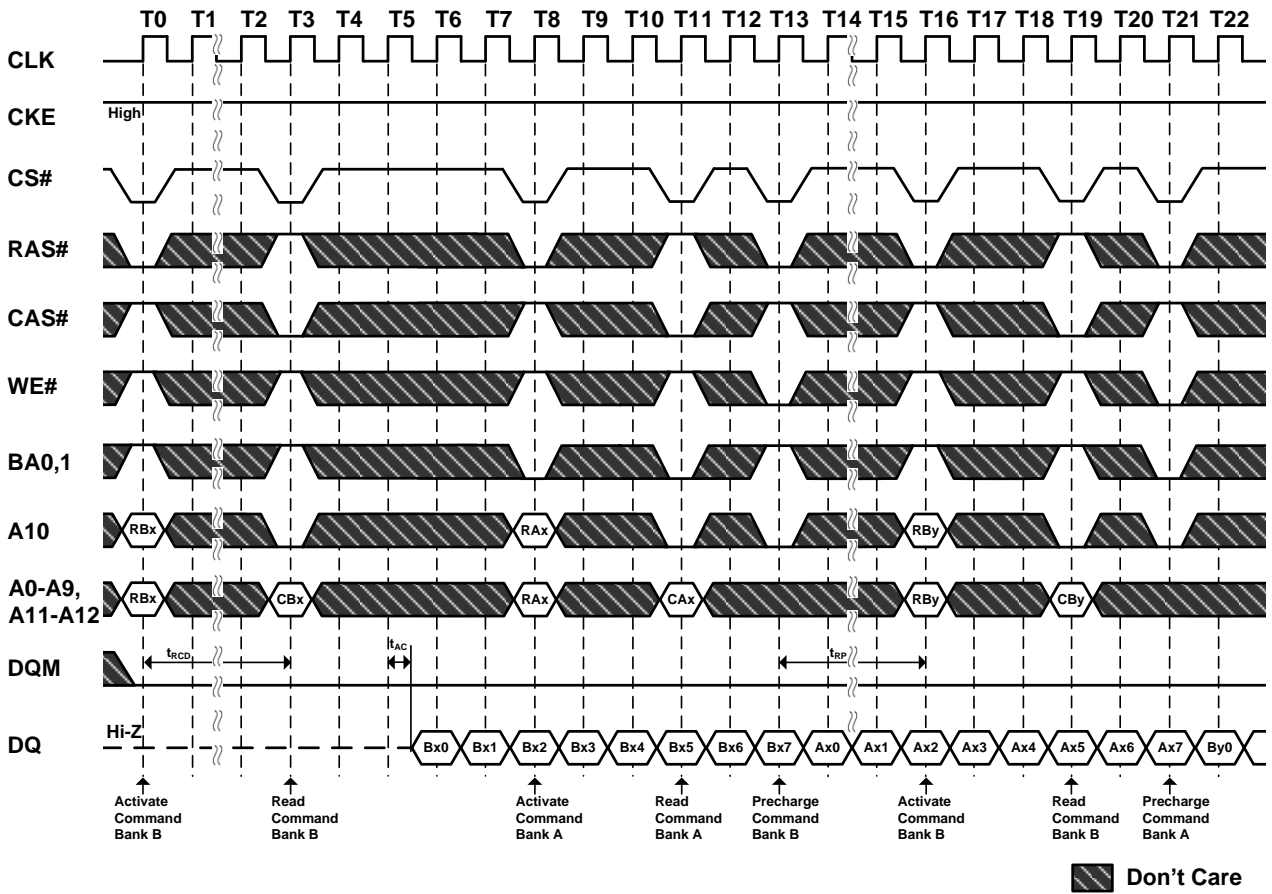 T0 T1 T2 T3 T4 T5 T6 T7 T8 T9 T10 T11 T12 T13 T14 T15 T16 T17 T18 T19 T20 T21 T22
CLK
CKE High
CS#
RAS#
CAS#
WE#
BA0,1
A10 RBx RAx RBy
A0-A9,
A11-A12 RBx CBx RAx CAx RBy CBy
DQM tRCD tAC tRP
DQ Hi-Z Bx0 Bx1 Bx2 Bx3 Bx4 Bx5 Bx6 Bx7 Ax0 Ax1 Ax2 Ax3 Ax4 Ax5 Ax6 Ax7 By0
Activate
Command
Bank B
Read
Command
Bank B
Activate
Command
Bank A
Read
Command
Bank A
Precharge
Command
Bank B
Activate
Command
Bank B
Read
Command
Bank B
Precharge
Command
Bank A
Don't Care